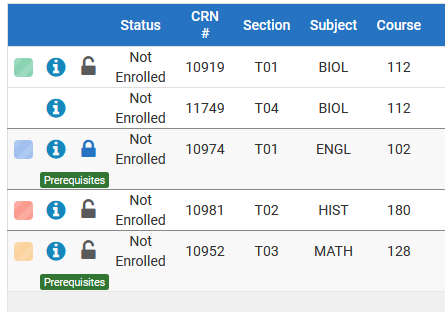 Status CRN # Section Subject Course
Not Enrolled 10919 T01 BIOL 112
Not Enrolled 11749 T04 BIOL 112
Not Enrolled 10974 T01 ENGL 102
Prerequisites
Not Enrolled 10981 T02 HIST 180
Not Enrolled 10952 T03 MATH 128
Prerequisites